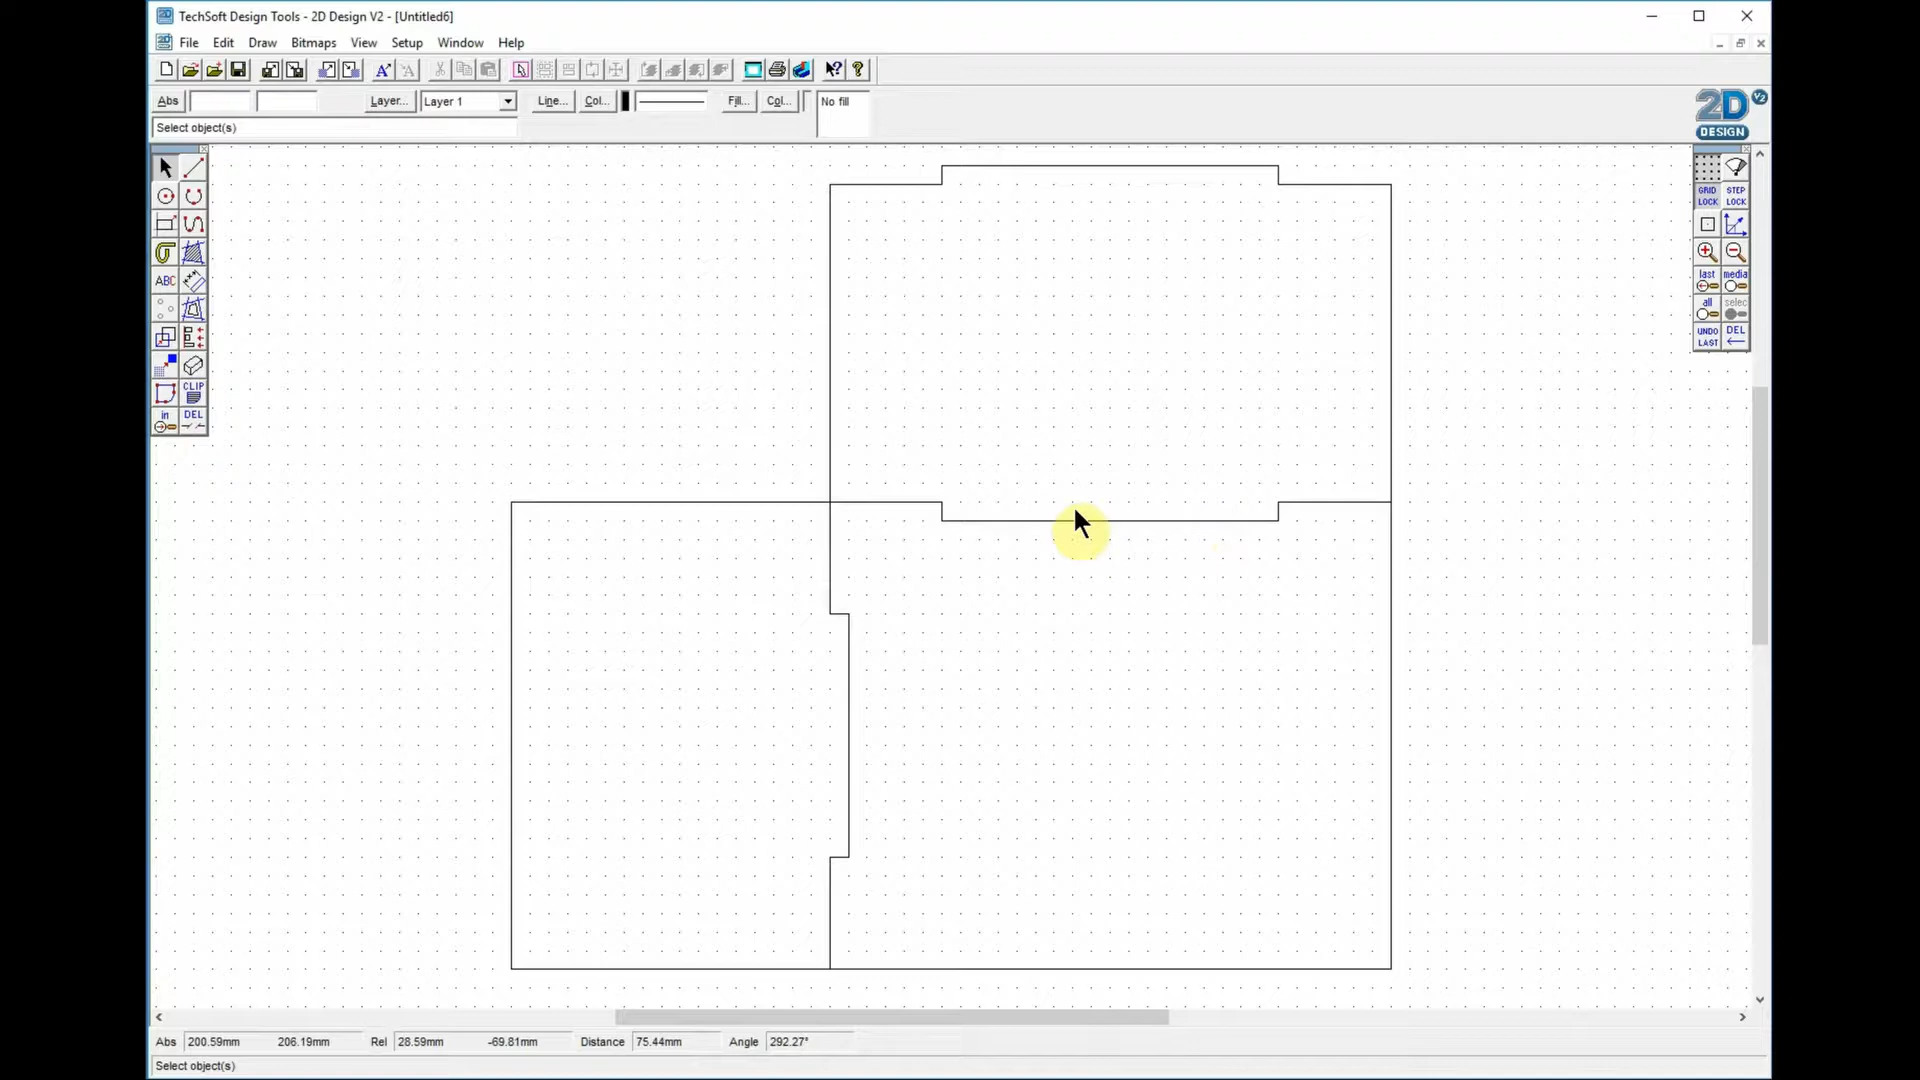 TechSoft Design Tools - 2D Design V2 - [Untitled6]
File Edit Draw Bitmaps View Setup Window Help
Abs Layer... Layer 1 Line... Col... Fill... Col... No fill
2D V2
DESIGN
Select object(s)
GRID LOCK STEP LOCK
ABC
last media
all selec
UNDO LAST DEL
CLIP
in DEL
Abs 200.59mm 206.19mm Rel 28.59mm -69.81mm Distance 75.44mm Angle 292.27°
Select object(s)